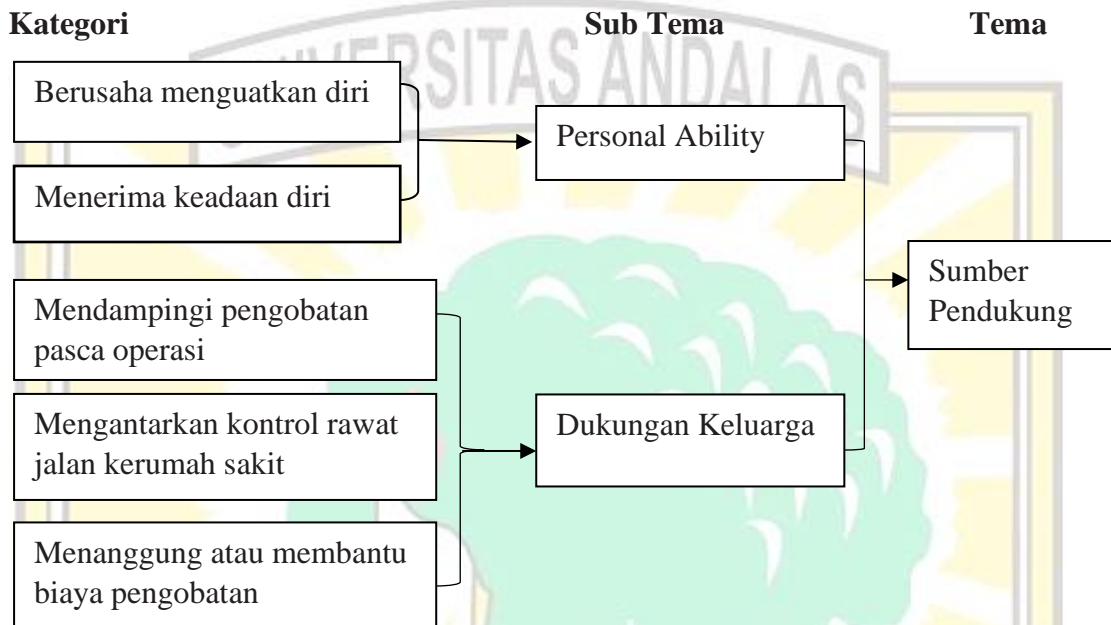 Kategori Sub Tema Tema
UNIVERSITAS ANDALAS
Berusaha menguatkan diri
Personal Ability
Menerima keadaan diri
Sumber
Pendukung
Mendampingi pengobatan
pasca operasi
Mengantarkan kontrol rawat
jalan kerumah sakit
Dukungan Keluarga
Menanggung atau membantu
biaya pengobatan